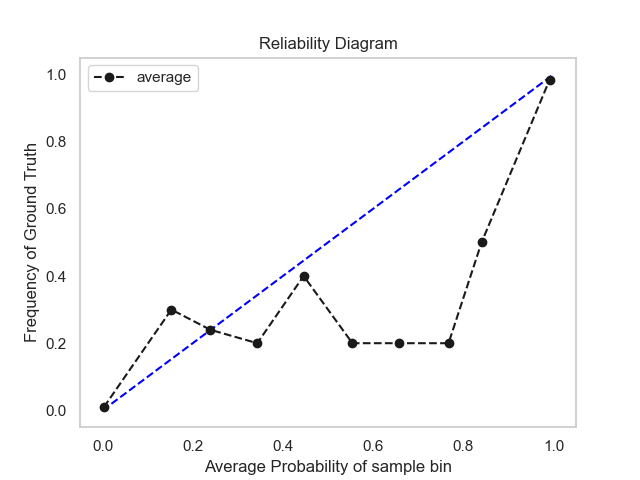 Reliability Diagram
average
Frequency of Ground Truth
1.0
0.8
0.6
0.4
0.2
0.0
0.0 0.2 0.4 0.6 0.8 1.0
Average Probability of sample bin